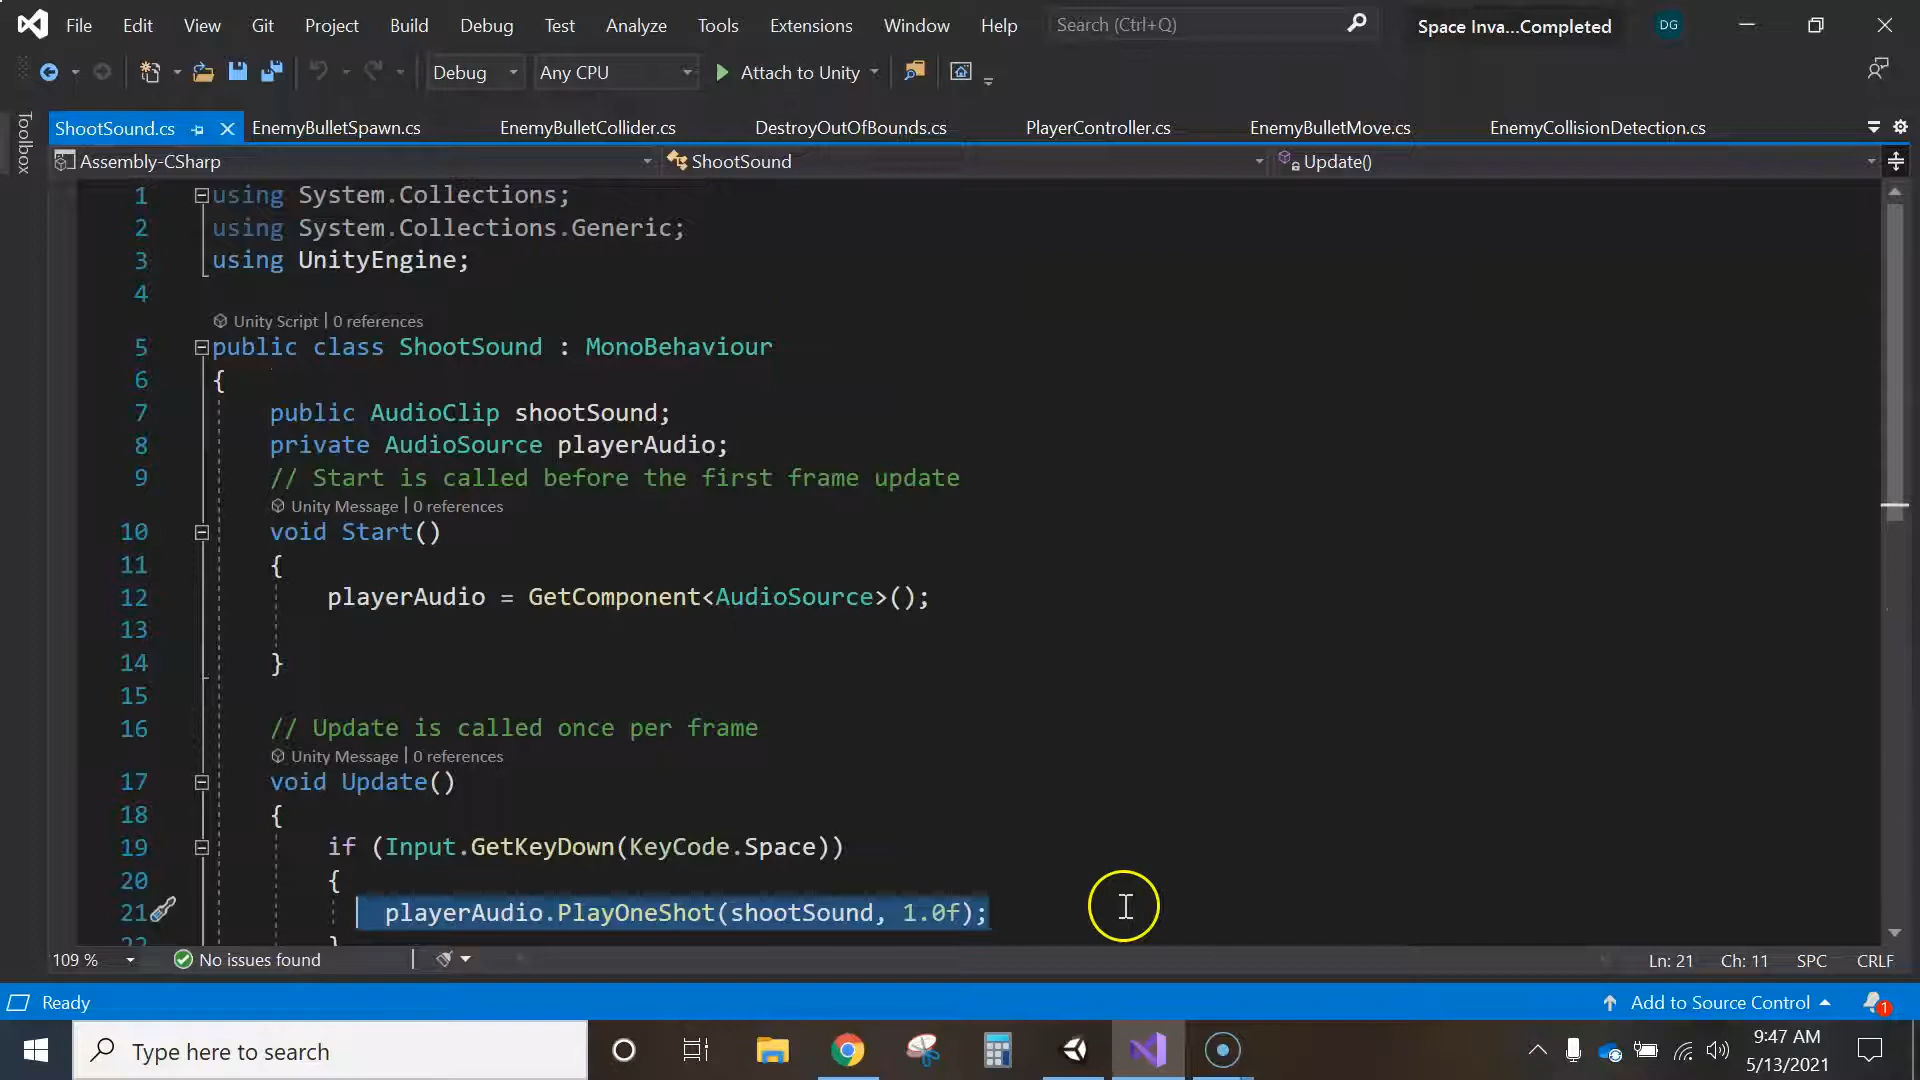 File Edit View Git Project Build Debug Test Analyze Tools Extensions Window Help Search (Ctrl+Q) Space Inva...Completed DG
Debug Any CPU Attach to Unity
Toolbox
ShootSound.cs EnemyBulletSpawn.cs EnemyBulletCollider.cs DestroyOutOfBounds.cs PlayerController.cs EnemyBulletMove.cs EnemyCollisionDetection.cs
Assembly-CSharp ShootSound Update()
1 using System.Collections;
2 using System.Collections.Generic;
3 using UnityEngine;
4
Unity Script | 0 references
5 public class ShootSound : MonoBehaviour
6 {
7 public AudioClip shootSound;
8 private AudioSource playerAudio;
9 // Start is called before the first frame update
Unity Message | 0 references
10 void Start()
11 {
12 playerAudio = GetComponent<AudioSource>();
13
14 }
15
16 // Update is called once per frame
Unity Message | 0 references
17 void Update()
18 {
19 if (Input.GetKeyDown(KeyCode.Space))
20 {
21 playerAudio.PlayOneShot(shootSound, 1.0f);
22 }
109 % No issues found Ln: 21 Ch: 11 SPC CRLF
Ready Add to Source Control 1
Type here to search 9:47 AM
5/13/2021